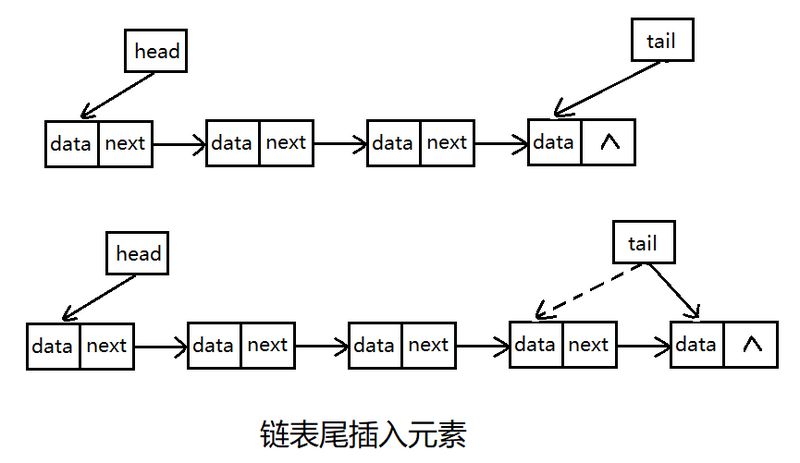 head
tail
data next data next data next data ∧
head
tail
data next data next data next data next data ∧
链表尾插入元素